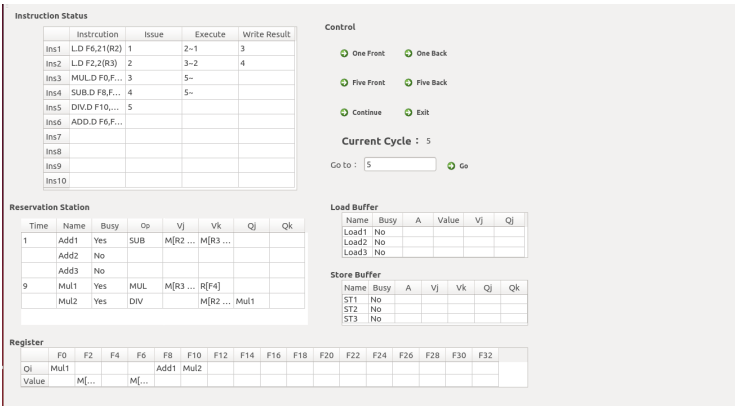 Instruction Status
Instrcution Issue Execute Write Result
Ins1 L.D F6,21(R2) 1 2~1 3
Ins2 L.D F2,2(R3) 2 3~2 4
Ins3 MUL.D F0,F... 3 5~
Ins4 SUB.D F8,F... 4 5~
Ins5 DIV.D F10,... 5
Ins6 ADD.D F6,F...
Ins7
Ins8
Ins9
Ins10
Control
One Front One Back
Five Front Five Back
Continue Exit
Current Cycle : 5
Go to : 5 Go
Reservation Station
Time Name Busy Op Vj Vk Qj Qk
1 Add1 Yes SUB M[R2 ... M[R3 ...
Add2 No
Add3 No
9 Mul1 Yes MUL M[R3 ... R[F4]
Mul2 Yes DIV M[R2 ... Mul1
Load Buffer
Name Busy A Value Vj Qj
Load1 No
Load2 No
Load3 No
Store Buffer
Name Busy A Vj Vk Qj Qk
ST1 No
ST2 No
ST3 No
Register
F0 F2 F4 F6 F8 F10 F12 F14 F16 F18 F20 F22 F24 F26 F28 F30 F32
Qi Mul1 Add1 Mul2
Value M[... M[...